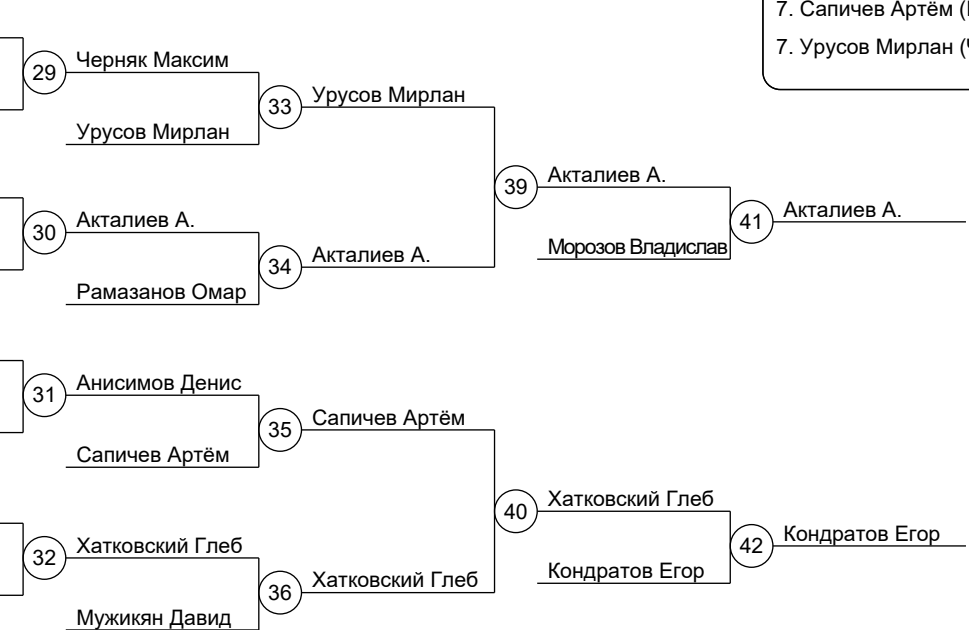 7. Сапичев Артём (
7. Урусов Мирлан (
29
Черняк Максим
33
Урусов Мирлан
Урусов Мирлан
39
Акталиев А.
30
Акталиев А.
34
Акталиев А.
Рамазанов Омар
Морозов Владислав
41
Акталиев А.
31
Анисимов Денис
35
Сапичев Артём
Сапичев Артём
40
Хатковский Глеб
32
Хатковский Глеб
36
Хатковский Глеб
Мужикян Давид
Кондратов Егор
42
Кондратов Егор